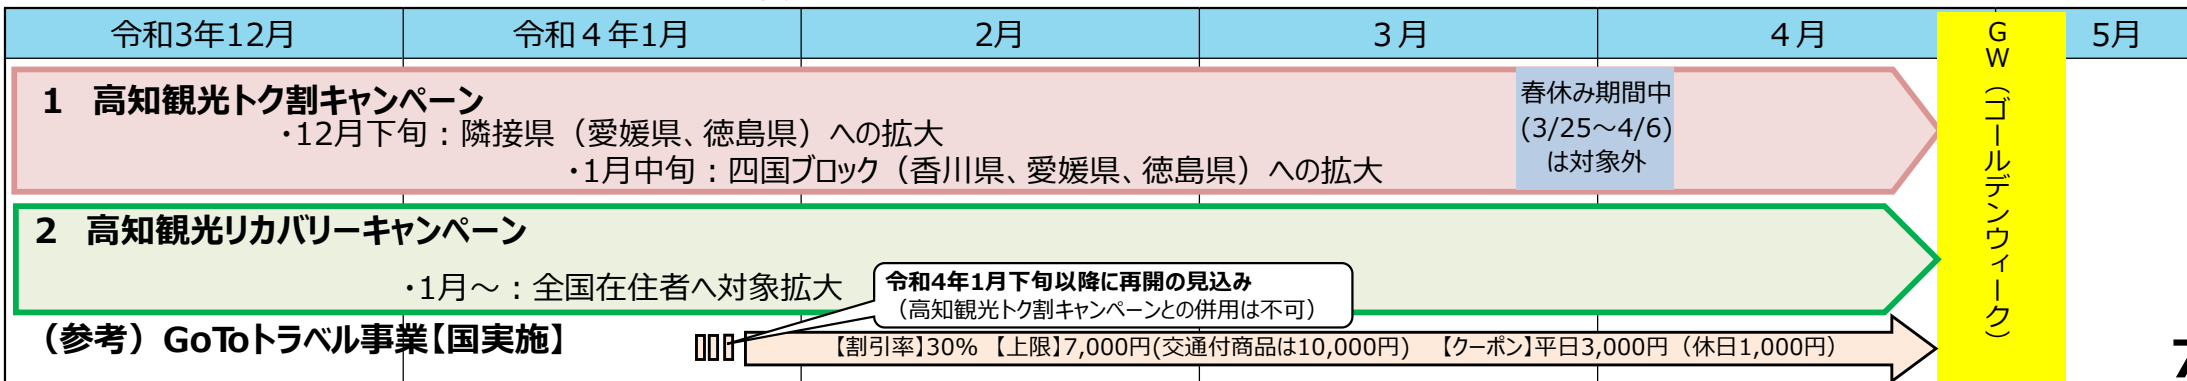 令和3年12月
令和４年1月
2月
３月
４月
GW（ゴールデンウィーク）
5月
1 高知観光トク割キャンペーン
・12月下旬：隣接県（愛媛県、徳島県）への拡大
・1月中旬：四国ブロック（香川県、愛媛県、徳島県）への拡大
春休み期間中
(3/25～4/6)
は対象外
2 高知観光リカバリーキャンペーン
・1月～：全国在住者へ対象拡大
令和4年1月下旬以降に再開の見込み
（高知観光トク割キャンペーンとの併用は不可）
（参考）GoToトラベル事業【国実施】
【割引率】30% 【上限】7,000円(交通付商品は10,000円) 【クーポン】平日3,000円（休日1,000円）